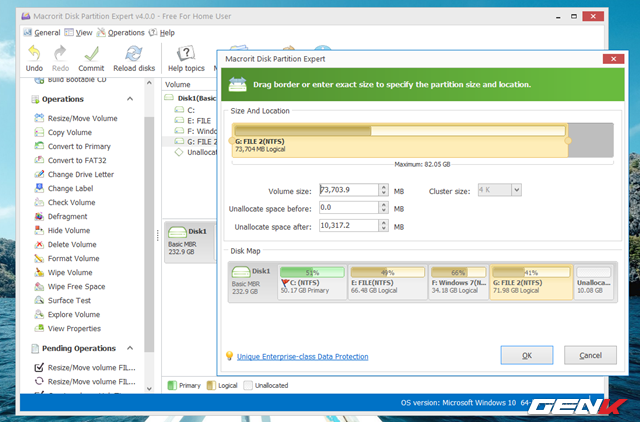 Macrorit Disk Partition Expert v4.0.0 - Free For Home User
General View Operations Help
Undo Redo Commit Reload disks Help topics
Build Bootable CD
Operations
Resize/Move Volume
Copy Volume
Convert to Primary
Convert to FAT32
Change Drive Letter
Change Label
Check Volume
Defragment
Hide Volume
Delete Volume
Format Volume
Wipe Volume
Wipe Free Space
Surface Test
Explore Volume
View Properties
Pending Operations
Resize/Move volume FIL...
Resize/Move Volume FIL...
Volume
Disk1(Basic
C:
E: FILE
F: Windo
G: FILE 2
Unallocat
Disk1
Basic MBR
232.9 GB
Primary Logical Unallocated
OS version: Microsoft Windows 10 64-
Macrorit Disk Partition Expert
Drag border or enter exact size to specify the partition size and location.
Size And Location
G: FILE 2(NTFS)
73,704 MB Logical
Maximum: 82.05 GB
Volume size: 73,703.9 MB Cluster size: 4 K
Unallocate space before: 0.0 MB
Unallocate space after: 10,317.2 MB
Disk Map
Disk1
Basic MBR
232.9 GB
51%
C: (NTFS)
50.17 GB Primary
49%
E: FILE(NTFS)
66.48 GB Logical
66%
F: Windows 7(N...
34.18 GB Logical
41%
G: FILE 2(NTFS)
71.98 GB Logical
Unalloca...
10.08 GB
Unique Enterprise-class Data Protection
OK Cancel
GENK